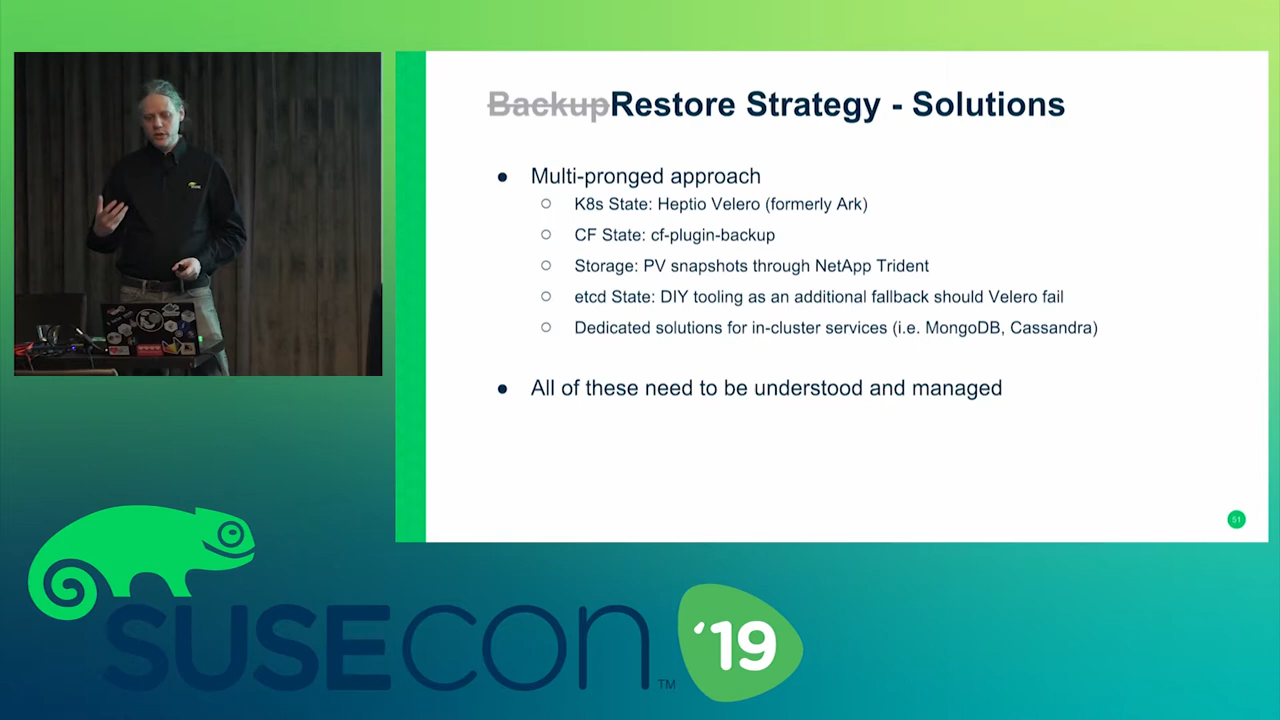 BackupRestore Strategy - Solutions
● Multi-pronged approach
○ K8s State: Heptio Velero (formerly Ark)
○ CF State: cf-plugin-backup
○ Storage: PV snapshots through NetApp Trident
○ etcd State: DIY tooling as an additional fallback should Velero fail
○ Dedicated solutions for in-cluster services (i.e. MongoDB, Cassandra)
● All of these need to be understood and managed
51
SUSECON ™ '19